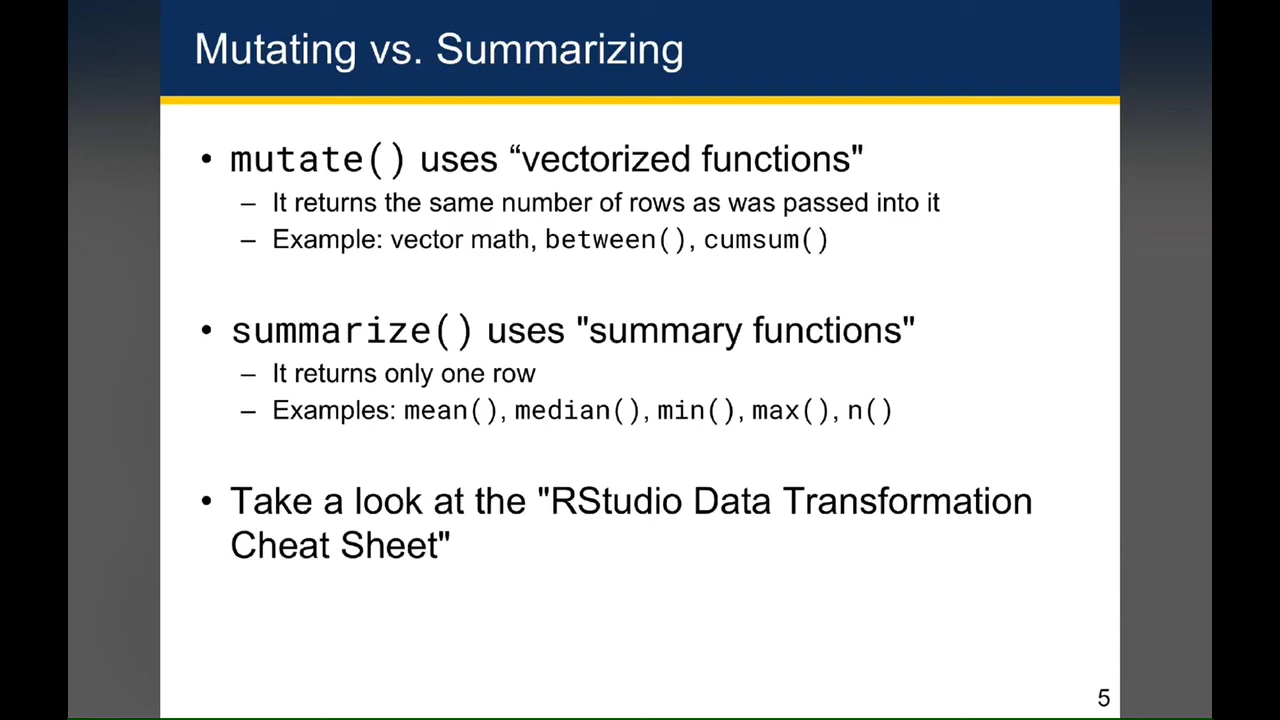 Mutating vs. Summarizing
• mutate() uses “vectorized functions"
– It returns the same number of rows as was passed into it
– Example: vector math, between(), cumsum()
• summarize() uses "summary functions"
– It returns only one row
– Examples: mean(), median(), min(), max(), n()
• Take a look at the "RStudio Data Transformation
Cheat Sheet"
5